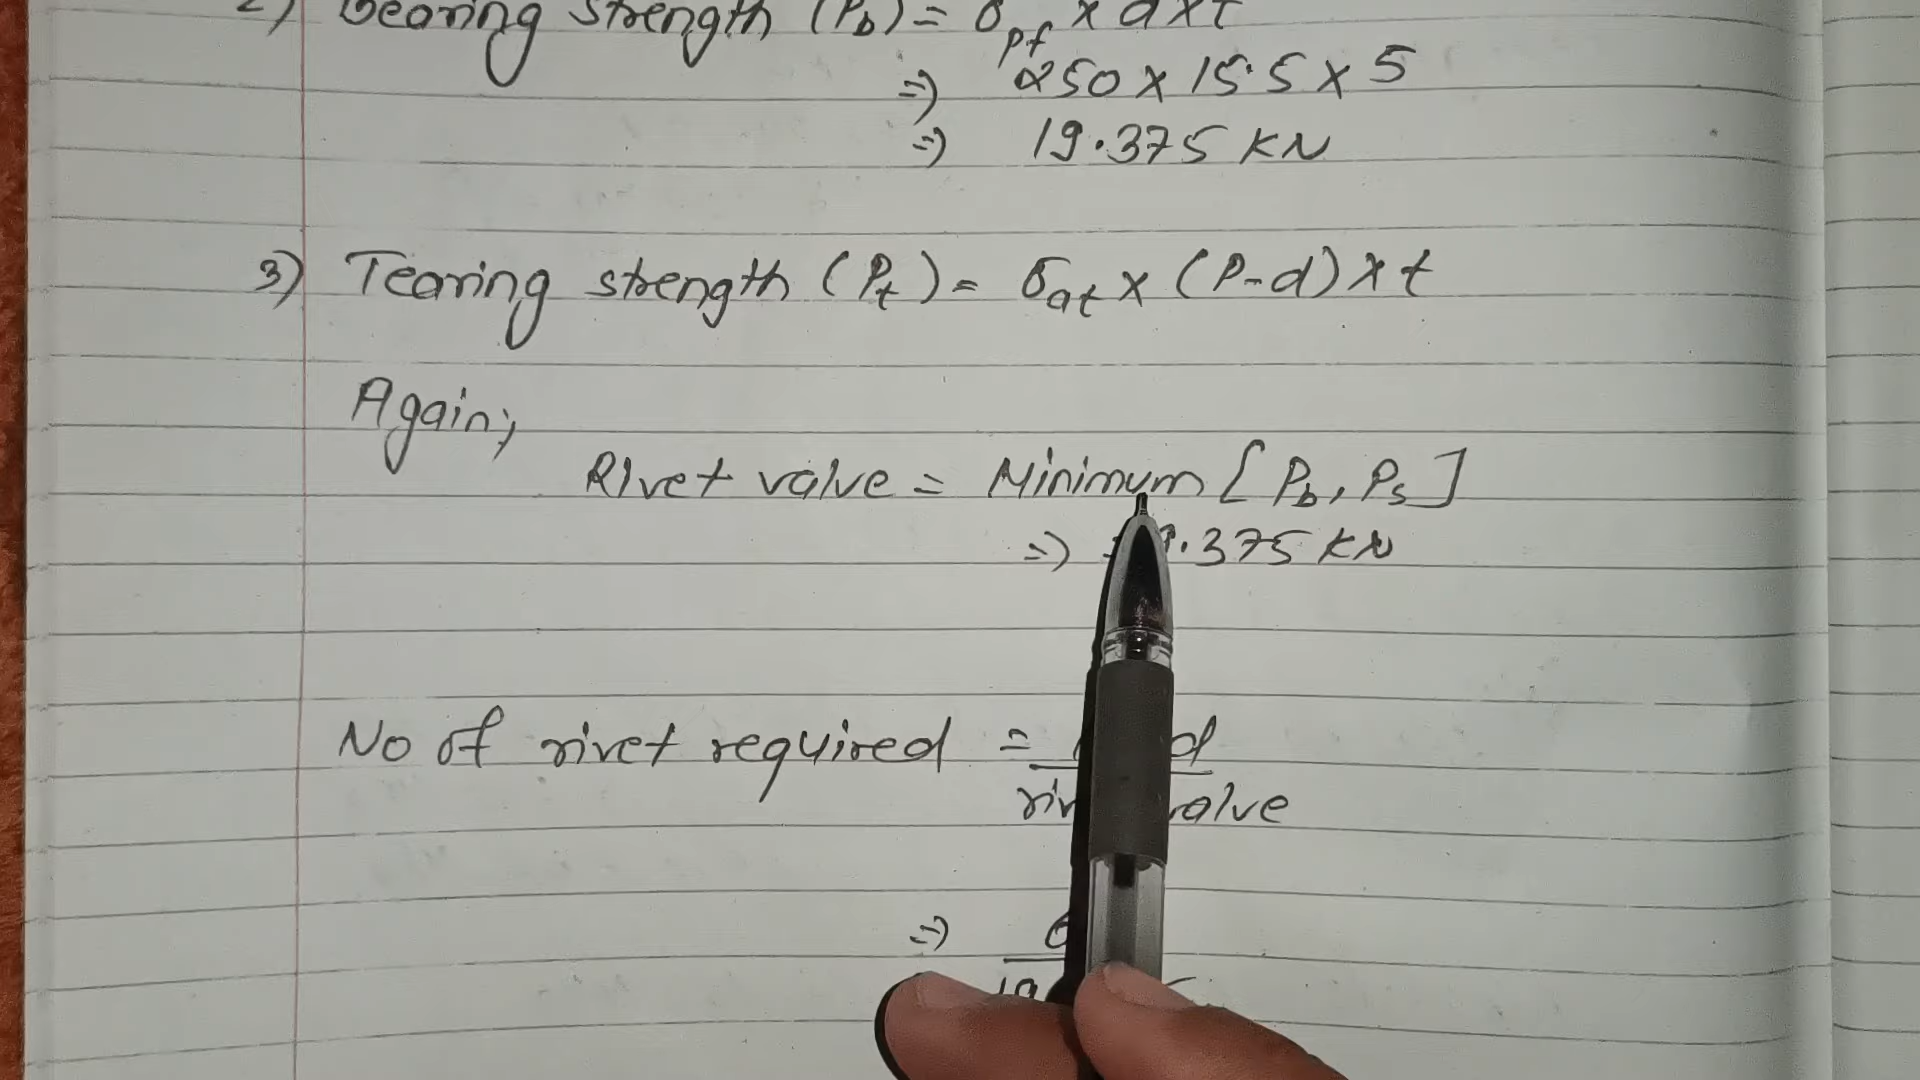 2) Bearing strength (Pb) = σpf x d x t
=) 250 x 15.5 x 5
=) 19.375 KN
3) Tearing strength (Pt) = σat x (P-d) x t
Again;
Rivet valve = Minimum [Pb, Ps]
=) .375 KN
No of rivet required =
=)